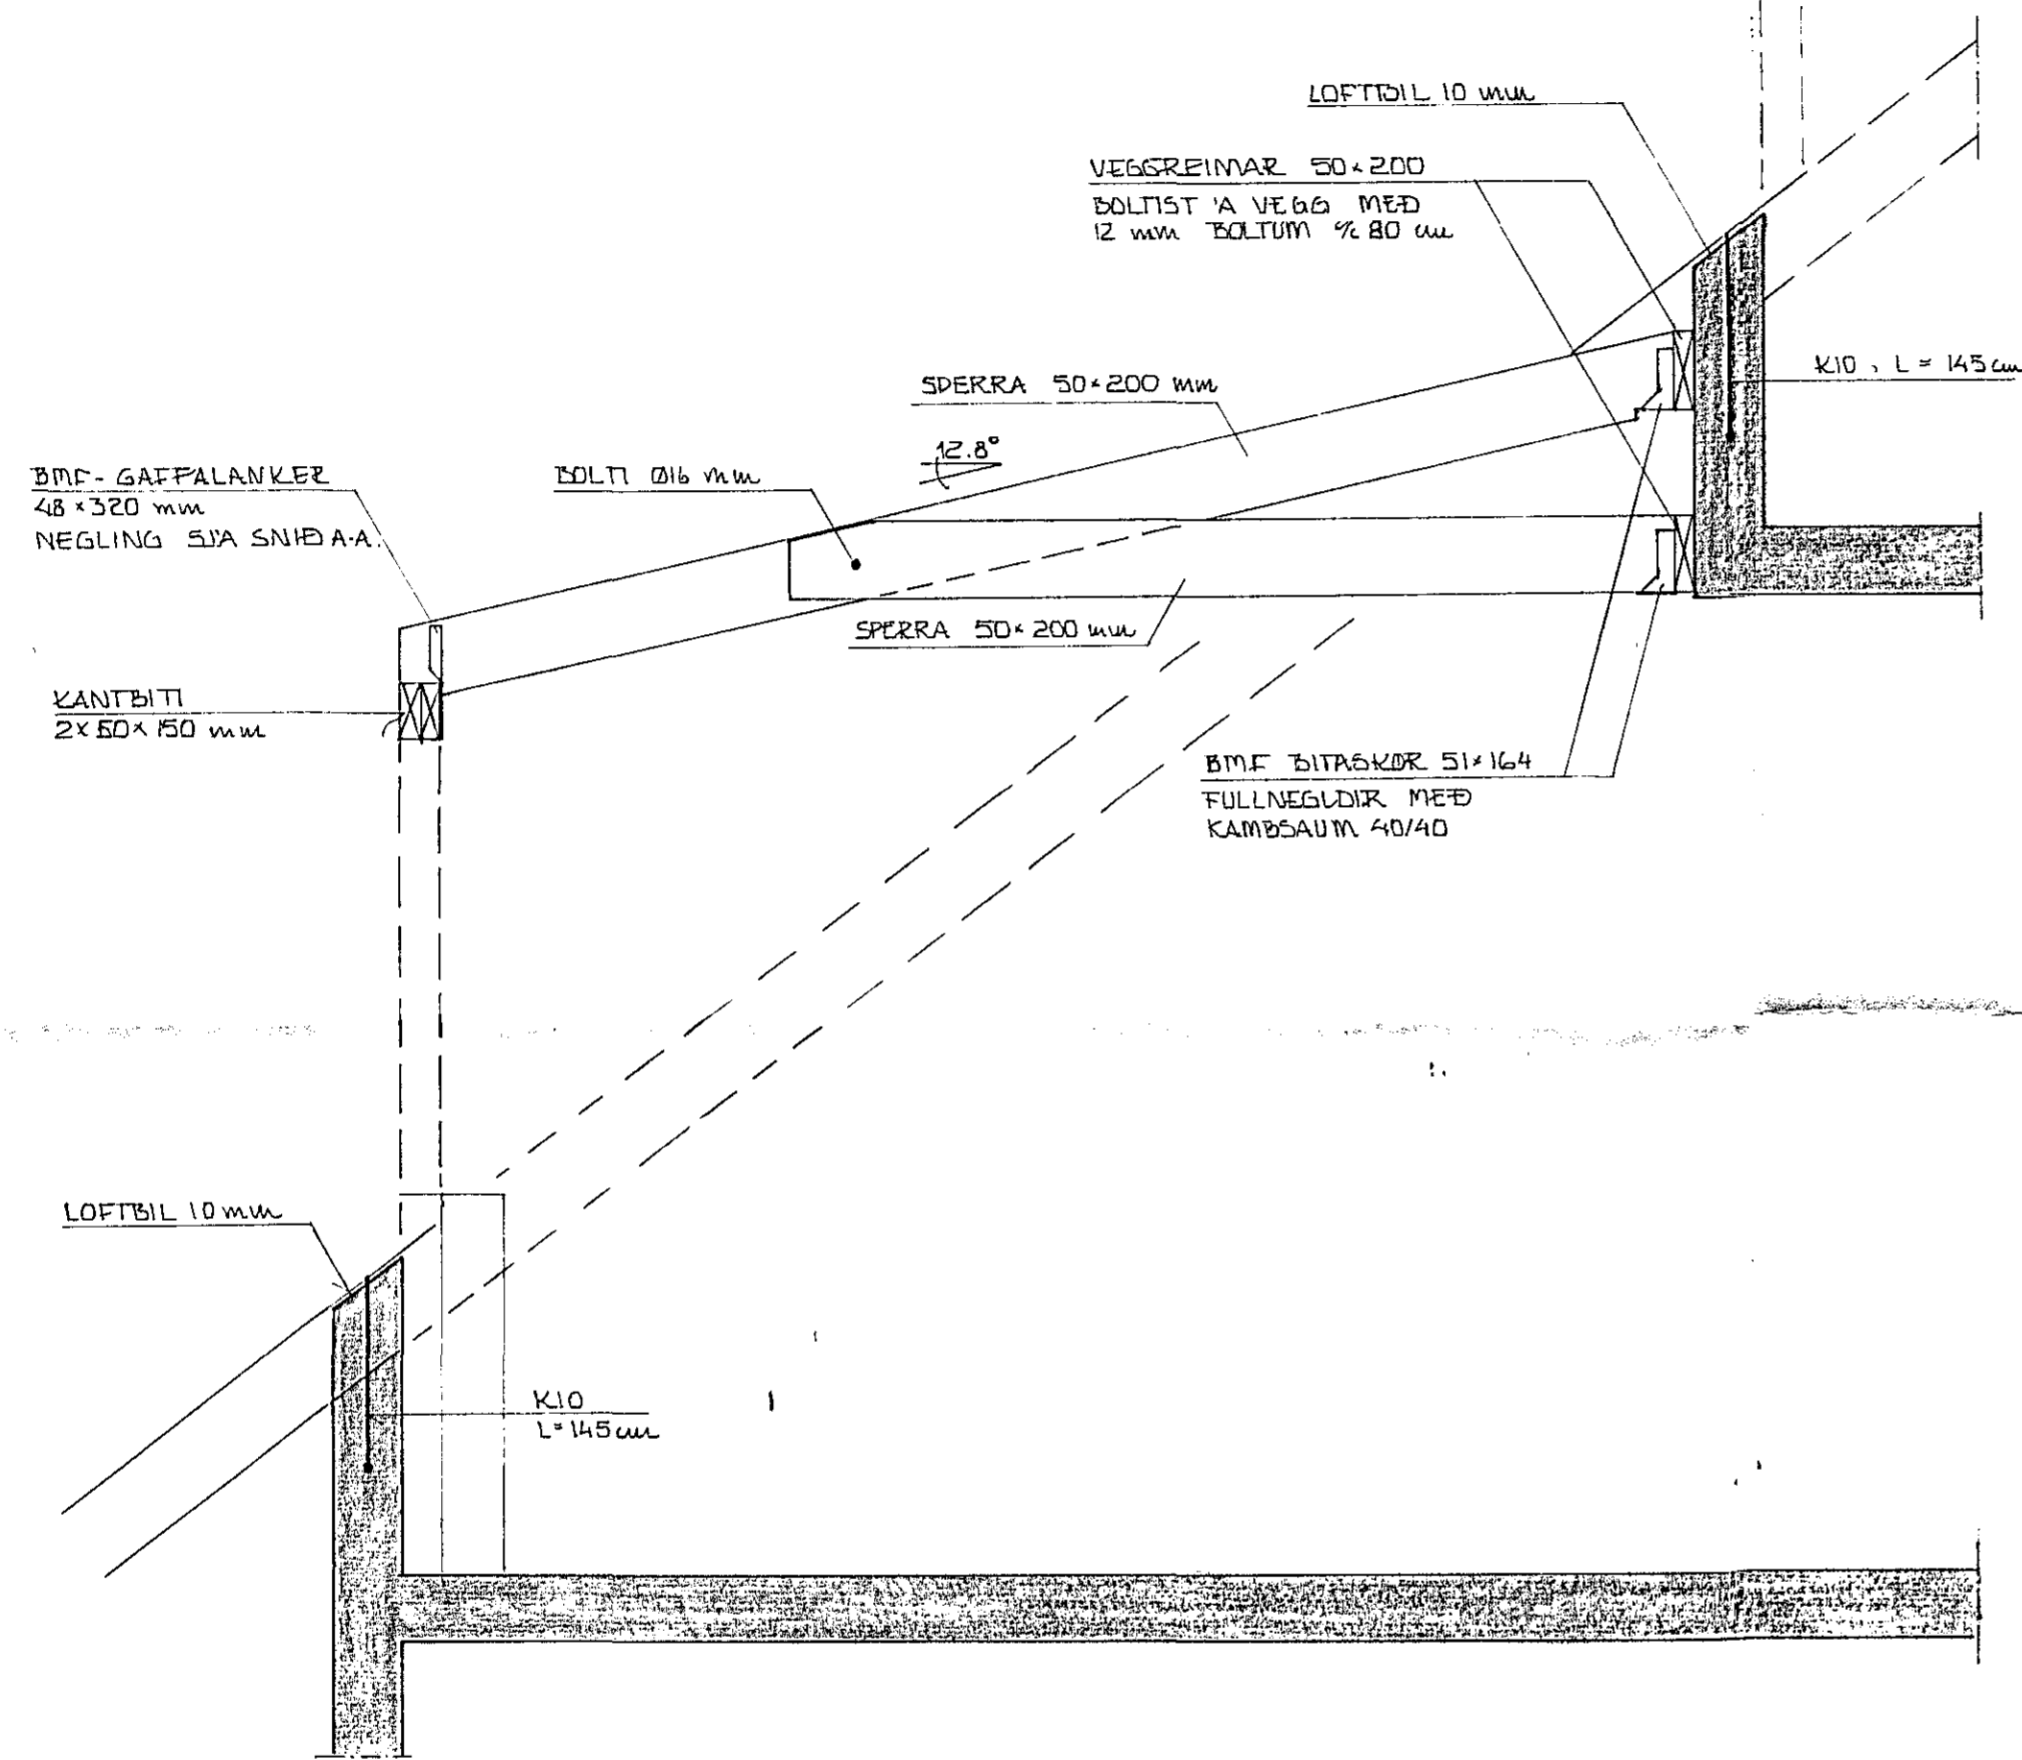 LOFTBIL 10 mm
VEGGREIMAR 50×200
BOLTIST Á VEGG MEÐ
12 mm BOLTUM % 80 cm
K10, L = 145 cm
SPERRA 50×200 mm
12.8°
BMF-GAFFALANKER
48×320 mm
NEGLING SJÁ SNIÐ A-A.
BOLTI Ø16 mm
SPERRA 50×200 mm
KANTBITI
2×50×150 mm
BMF BITASKÓR 51×164
FULLNEGLDIR MEÐ
KAMBSAUM 40/40
LOFTBIL 10 mm
K10
L=145 cm